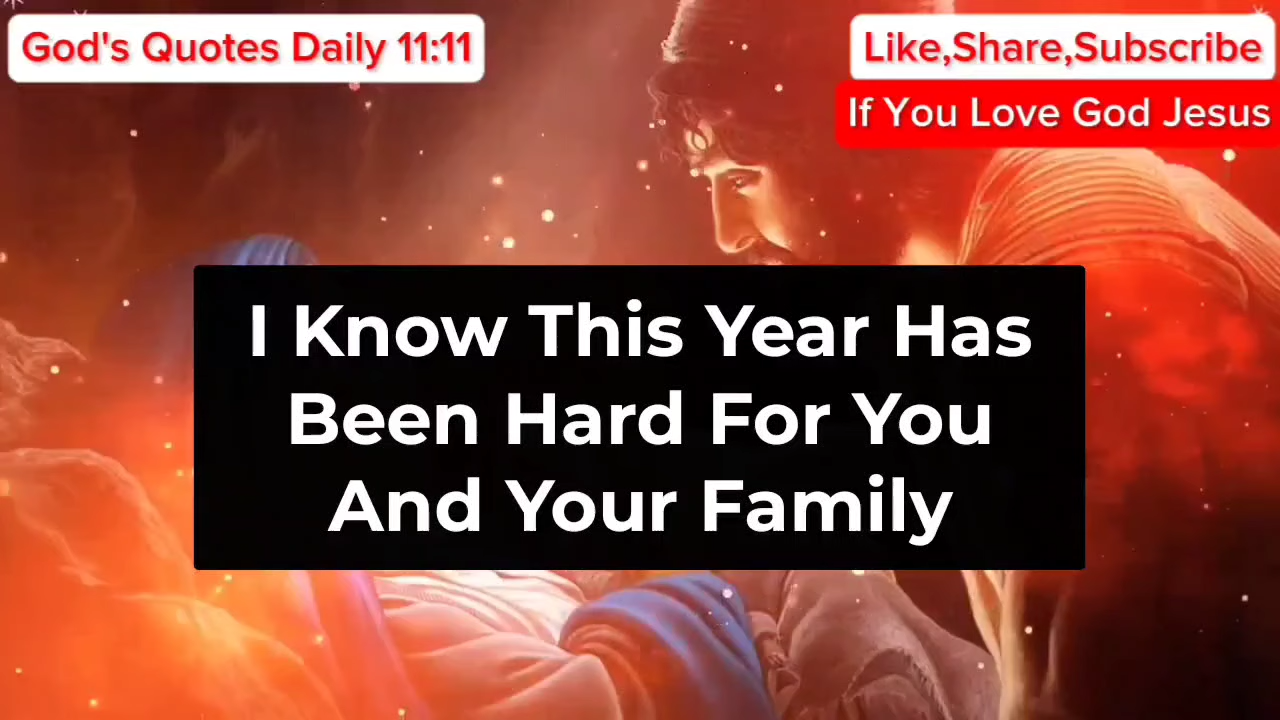 God's Quotes Daily 11:11
Like,Share,Subscribe
If You Love God Jesus
I Know This Year Has
Been Hard For You
And Your Family